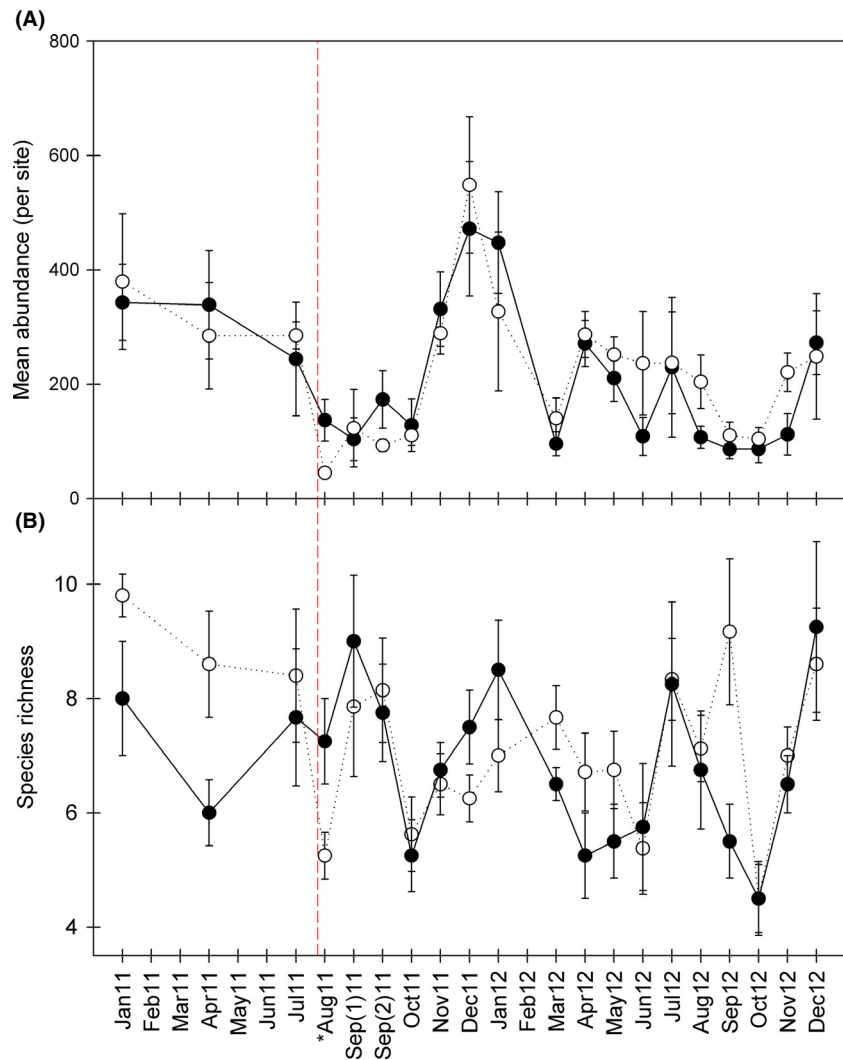 (A)
800
600
400
200
0
Mean abundance (per site)
(B)
10
8
6
4
Species richness
Jan11
Feb11
Mar11
Apr11
May11
Jun11
Jul11
*Aug11
Sep(1)11
Sep(2)11
Oct11
Nov11
Dec11
Jan12
Feb12
Mar12
Apr12
May12
Jun12
Jul12
Aug12
Sep12
Oct12
Nov12
Dec12